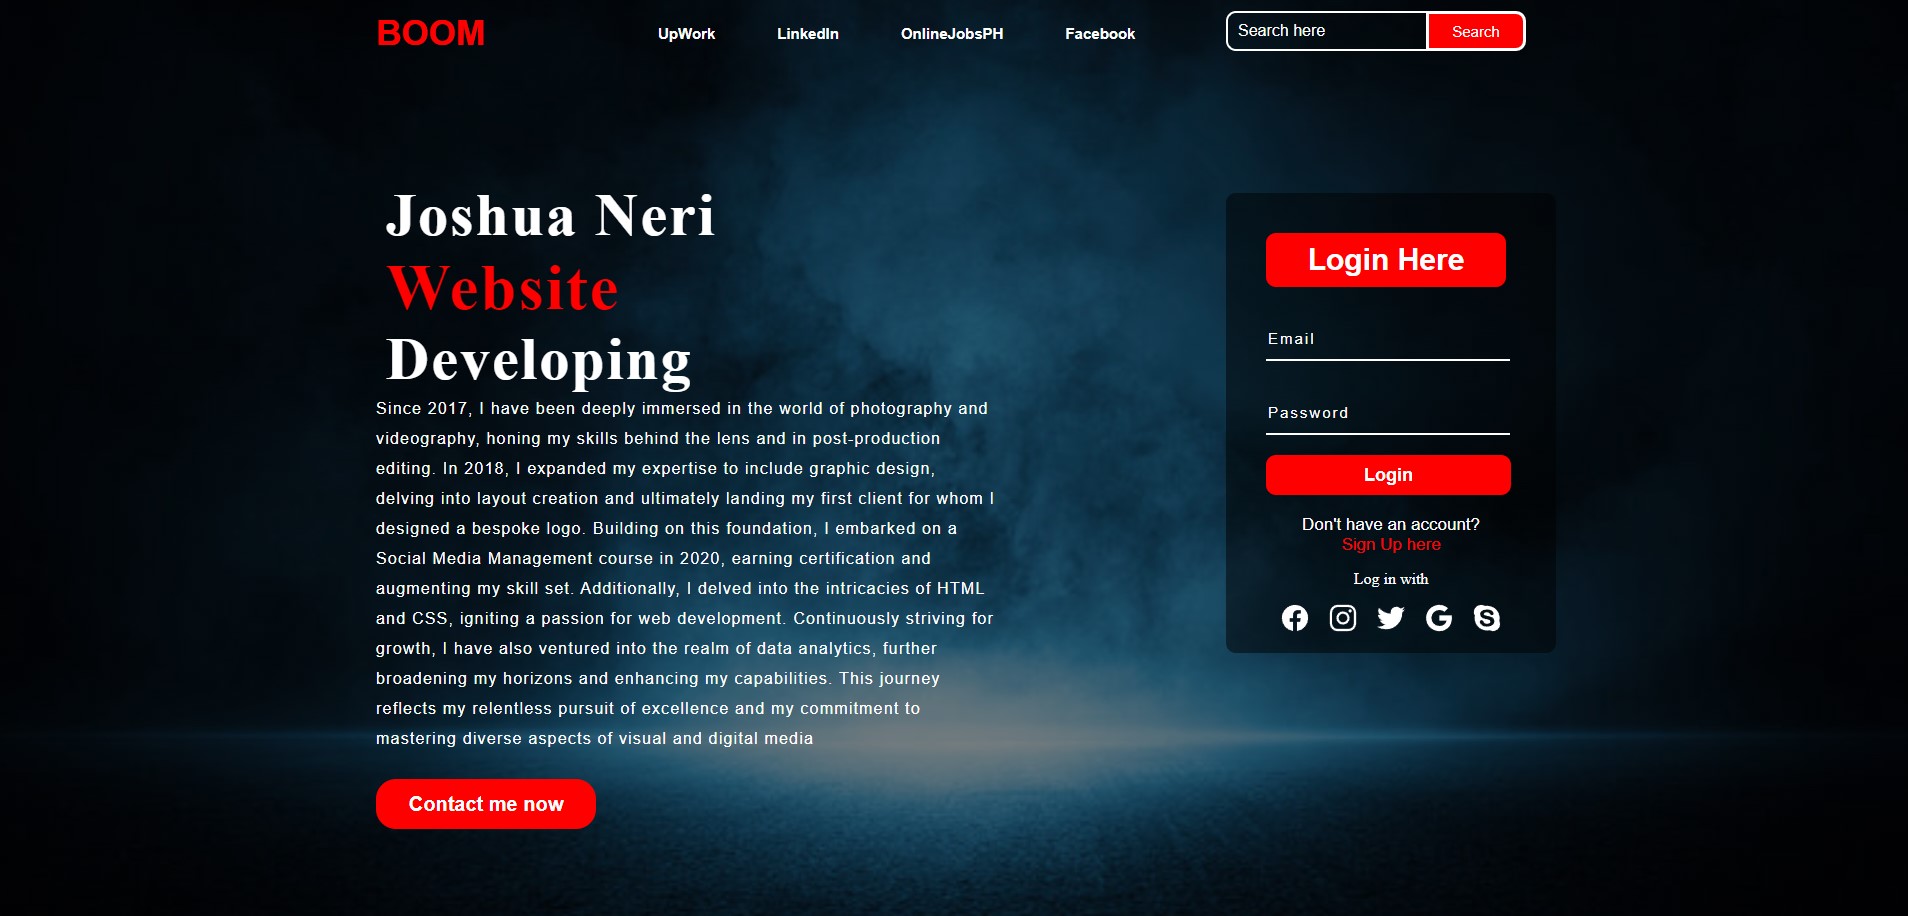 BOOM
UpWork
LinkedIn
OnlineJobsPH
Facebook
Search here
Search
Joshua Neri
Website
Developing
Since 2017, I have been deeply immersed in the world of photography and
videography, honing my skills behind the lens and in post-production
editing. In 2018, I expanded my expertise to include graphic design,
delving into layout creation and ultimately landing my first client for whom I
designed a bespoke logo. Building on this foundation, I embarked on a
Social Media Management course in 2020, earning certification and
augmenting my skill set. Additionally, I delved into the intricacies of HTML
and CSS, igniting a passion for web development. Continuously striving for
growth, I have also ventured into the realm of data analytics, further
broadening my horizons and enhancing my capabilities. This journey
reflects my relentless pursuit of excellence and my commitment to
mastering diverse aspects of visual and digital media
Contact me now
Login Here
Email
Password
Login
Don't have an account?
Sign Up here
Log in with